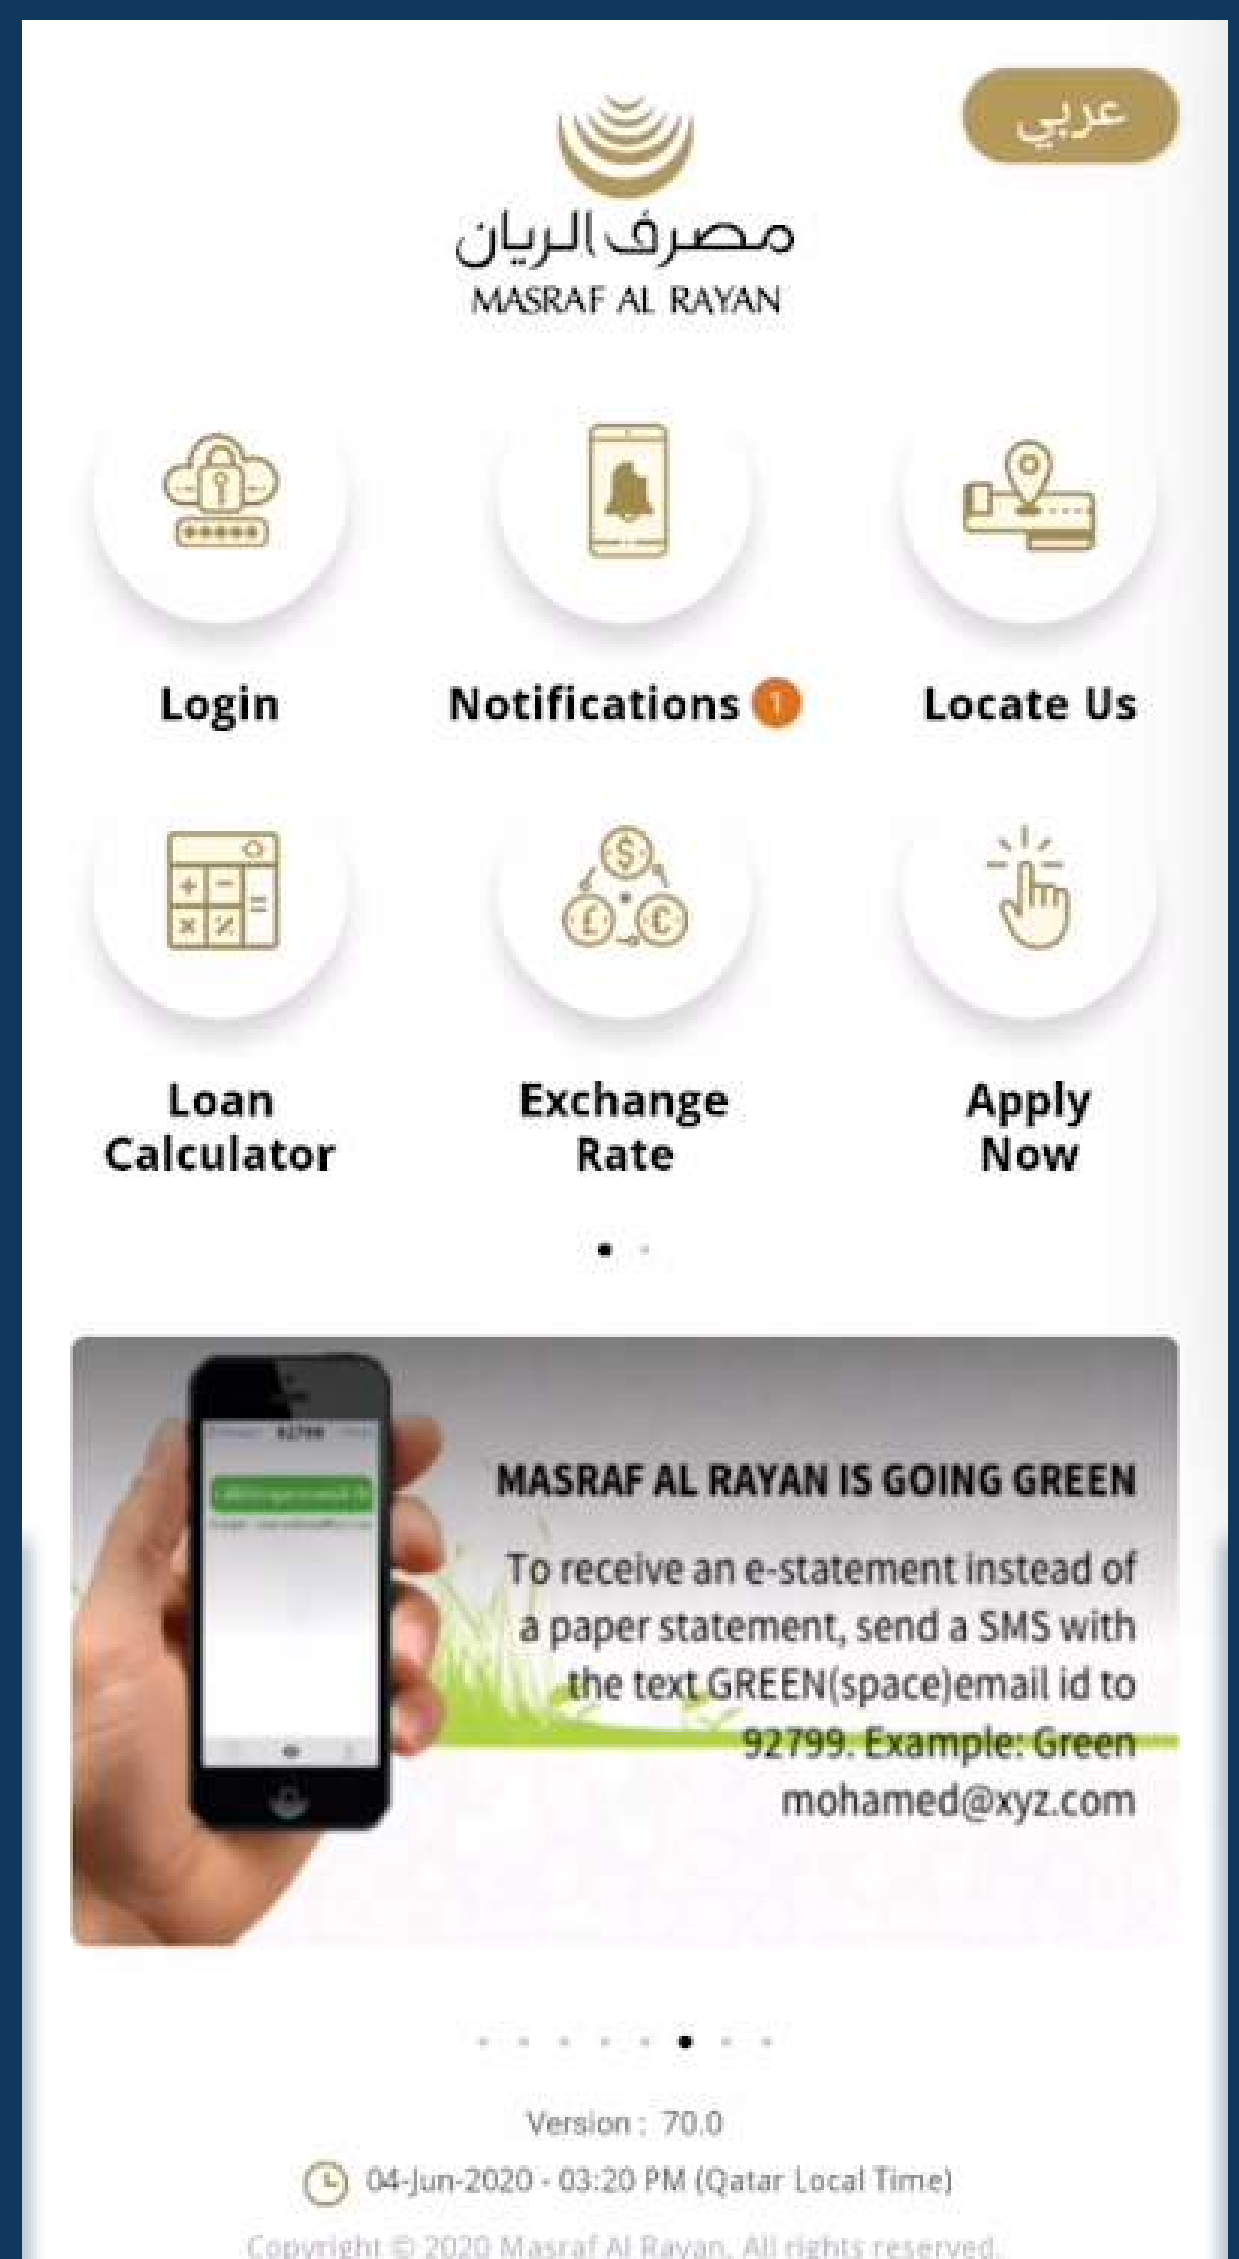 عربي
مصرف الريان
MASRAF AL RAYAN
Login
Notifications 1
Locate Us
Loan
Calculator
Exchange
Rate
Apply
Now
92799
MASRAF AL RAYAN IS GOING GREEN
To receive an e-statement instead of
a paper statement, send a SMS with
the text GREEN(space)email id to
92799. Example: Green
mohamed@xyz.com
Version : 70.0
04-Jun-2020 - 03:20 PM (Qatar Local Time)
Copyright © 2020 Masraf Al Rayan. All rights reserved.